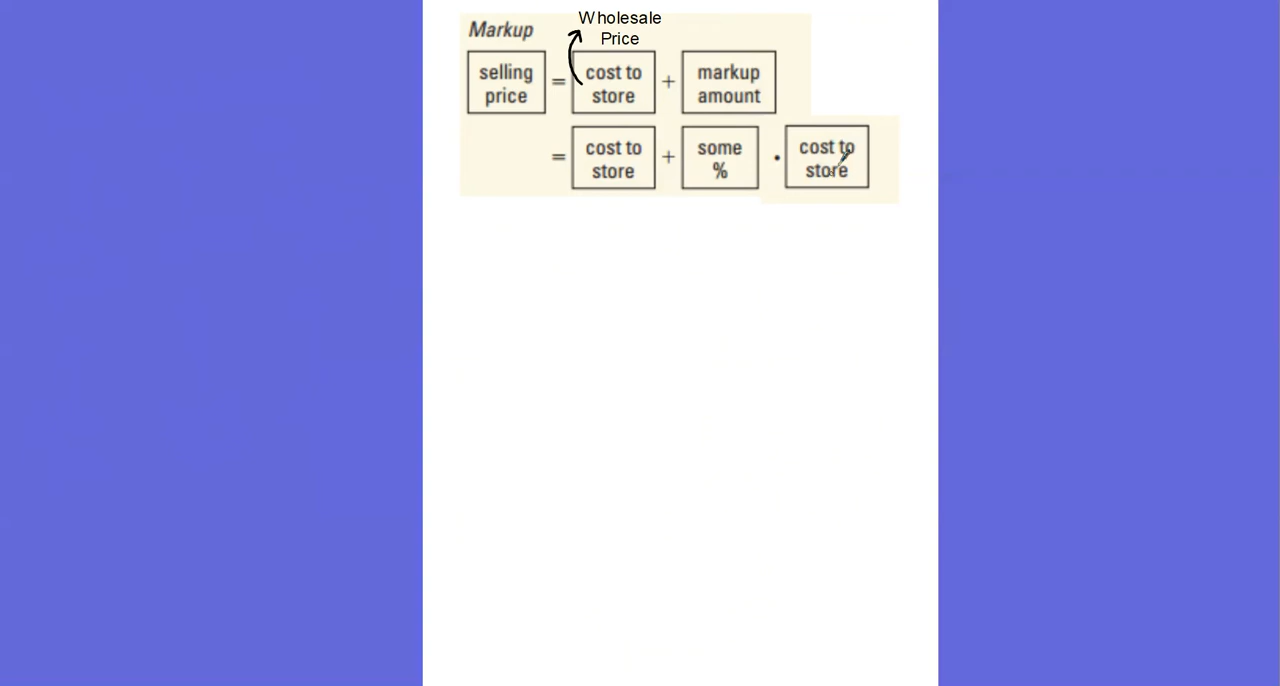 Wholesale
Price
Markup
selling price = cost to store + markup amount
= cost to store + some % • cost to store